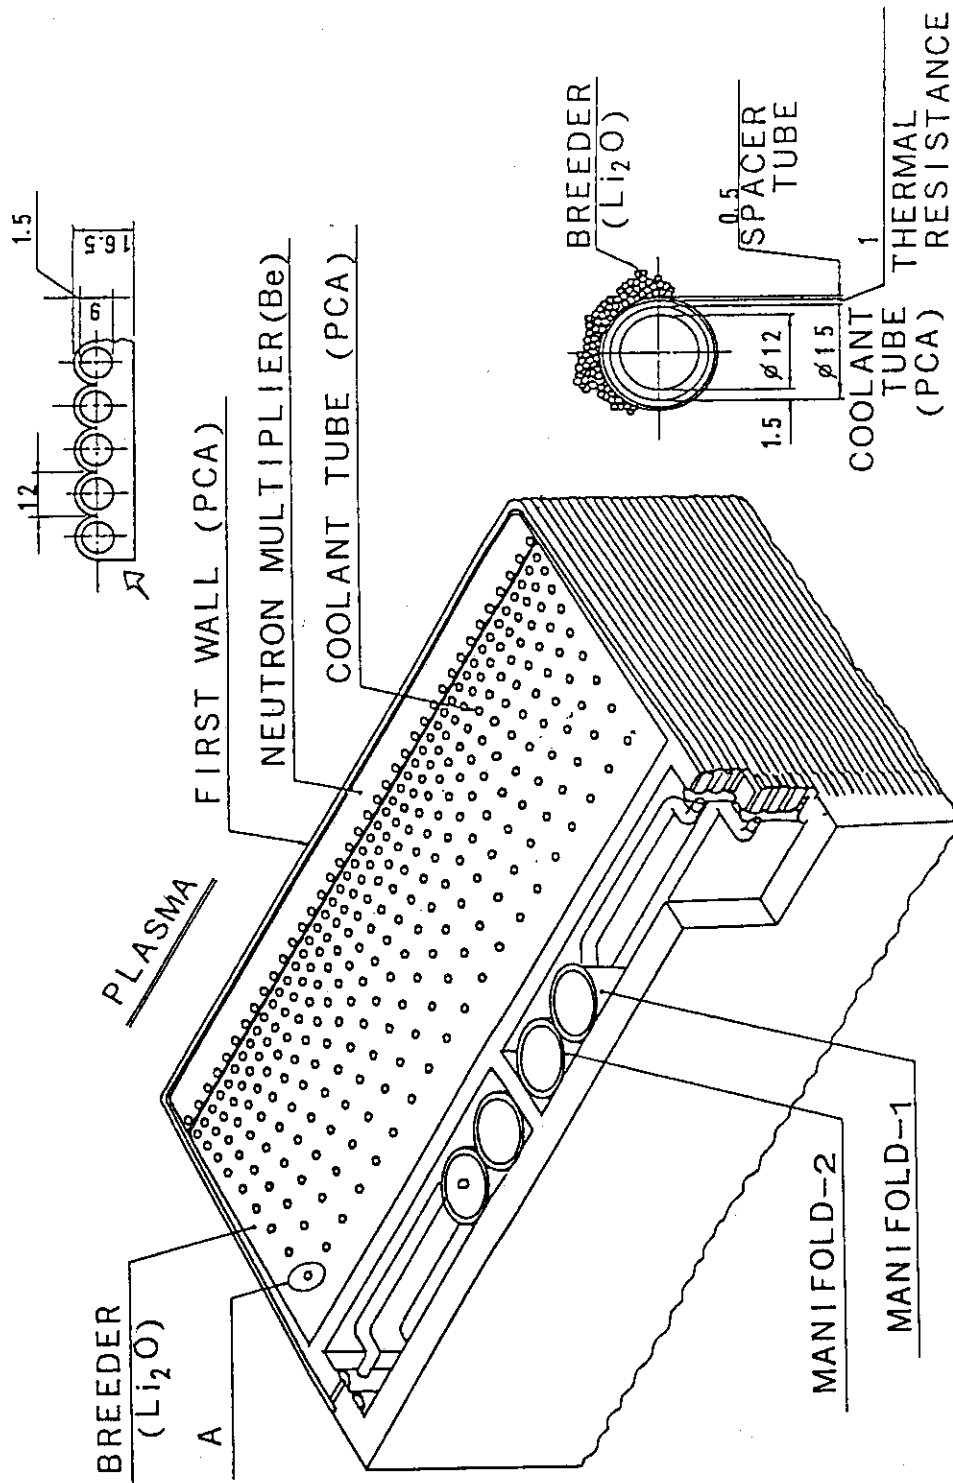 BREEDER
(Li₂O)
A
PLASMA
FIRST WALL (PCA)
NEUTRON MULTIPLIER(Be)
COOLANT TUBE (PCA)
MANIFOLD-2
MANIFOLD-1
12
1.5
9
16.5
BREEDER
(Li₂O)
0.5
SPACER
TUBE
1
THERMAL
RESISTANCE
COOLANT
TUBE
(PCA)
1.5
ø12
ø15